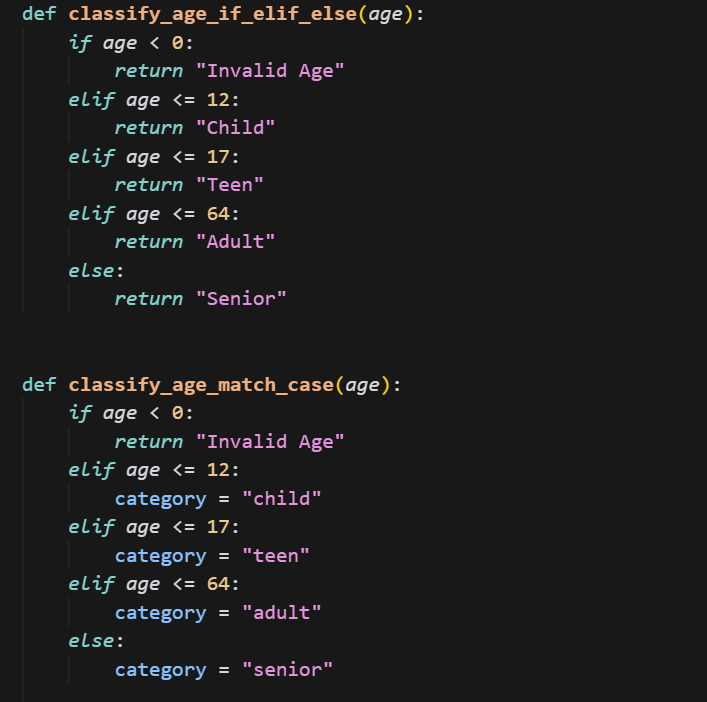 def classify_age_if_elif_else(age):
    if age < 0:
        return "Invalid Age"
    elif age <= 12:
        return "Child"
    elif age <= 17:
        return "Teen"
    elif age <= 64:
        return "Adult"
    else:
        return "Senior"
def classify_age_match_case(age):
    if age < 0:
        return "Invalid Age"
    elif age <= 12:
        category = "child"
    elif age <= 17:
        category = "teen"
    elif age <= 64:
        category = "adult"
    else:
        category = "senior"